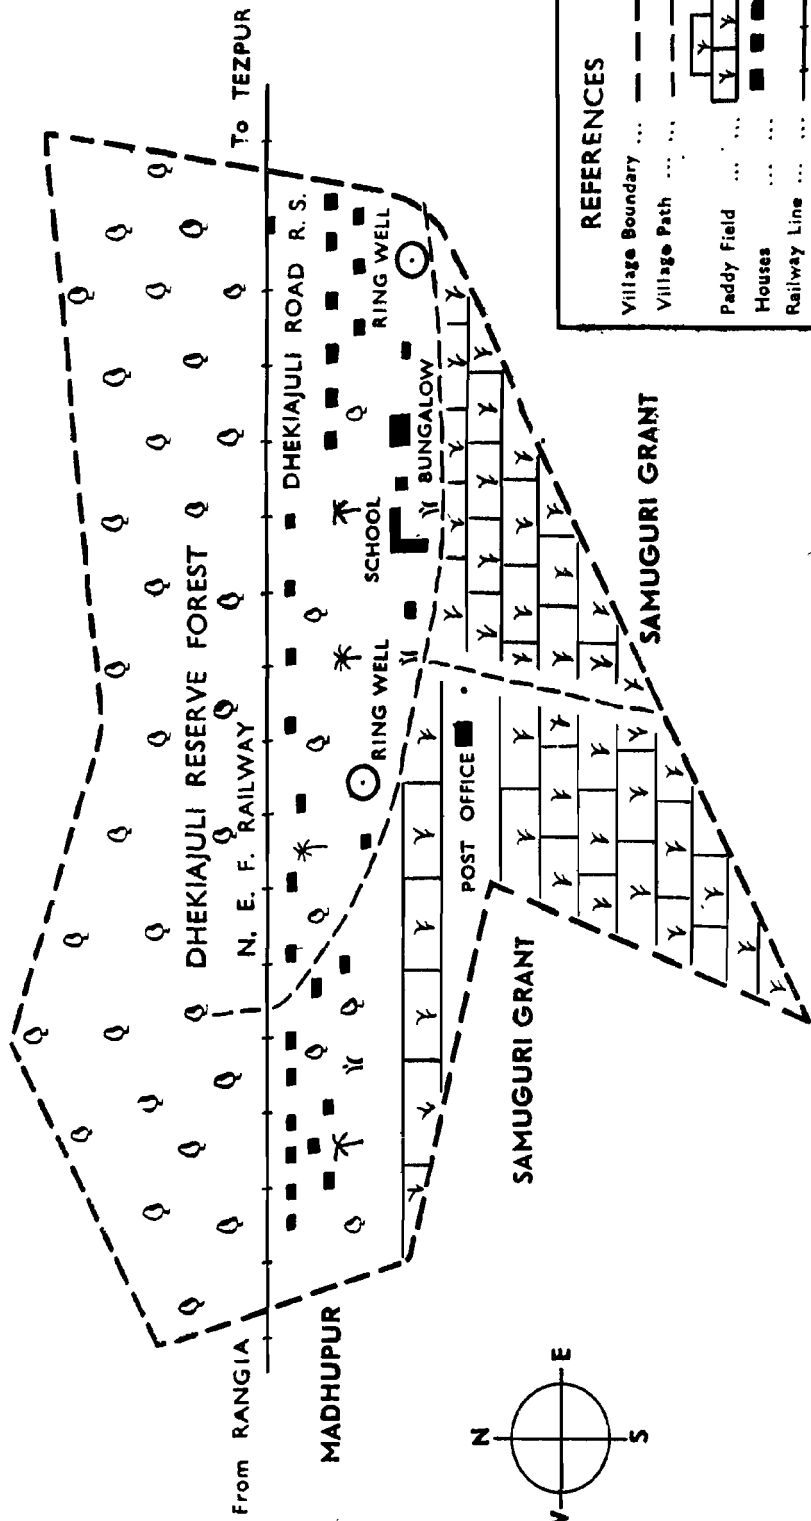 To TEZPUR
DHEKIAJULI RESERVE FOREST
N. E. F. RAILWAY
From RANGIA
DHEKIAJULI ROAD R. S.
MADHUPUR
RING WELL
SCHOOL
BUNGALOW
RING WELL
POST OFFICE
SAMUGURI GRANT
SAMUGURI GRANT
N
E
S
REFERENCES
Village Boundary ...
Village Path ... ...
Paddy Field ... ...
Houses ... ...
Railway Line ... ...